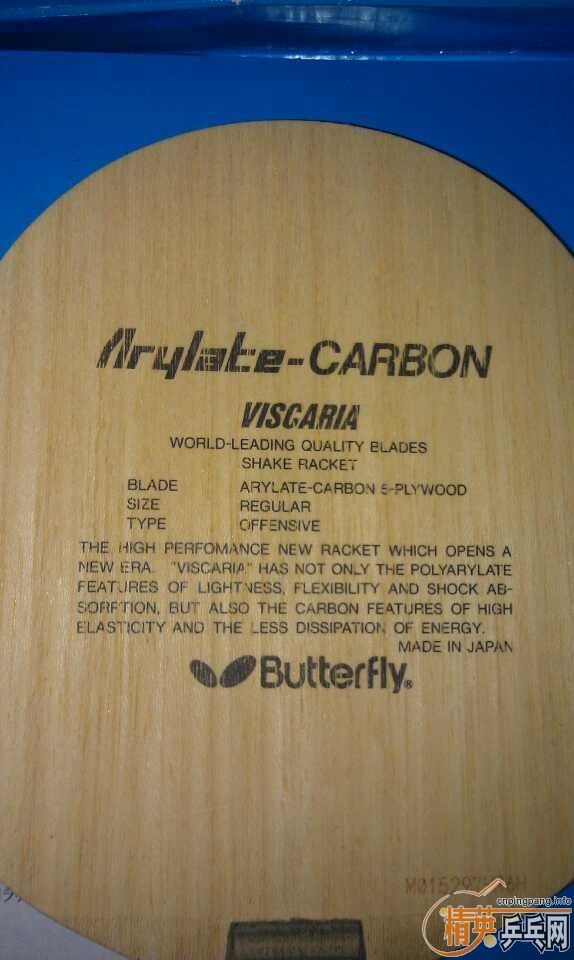 Arylate-CARBON
VISCARIA
WORLD-LEADING QUALITY BLADES
SHAKE RACKET
BLADE ARYLATE-CARBON 5-PLYWOOD
SIZE REGULAR
TYPE OFFENSIVE
THE HIGH PERFOMANCE NEW RACKET WHICH OPENS A
NEW ERA. "VISCARIA" HAS NOT ONLY THE POLYARYLATE
FEATURES OF LIGHTNESS, FLEXIBILITY AND SHOCK AB-
SORPTION, BUT ALSO THE CARBON FEATURES OF HIGH
ELASTICITY AND THE LESS DISSIPATION OF ENERGY.
MADE IN JAPAN
Butterfly®
cnpingpang.info
精英乒乓网